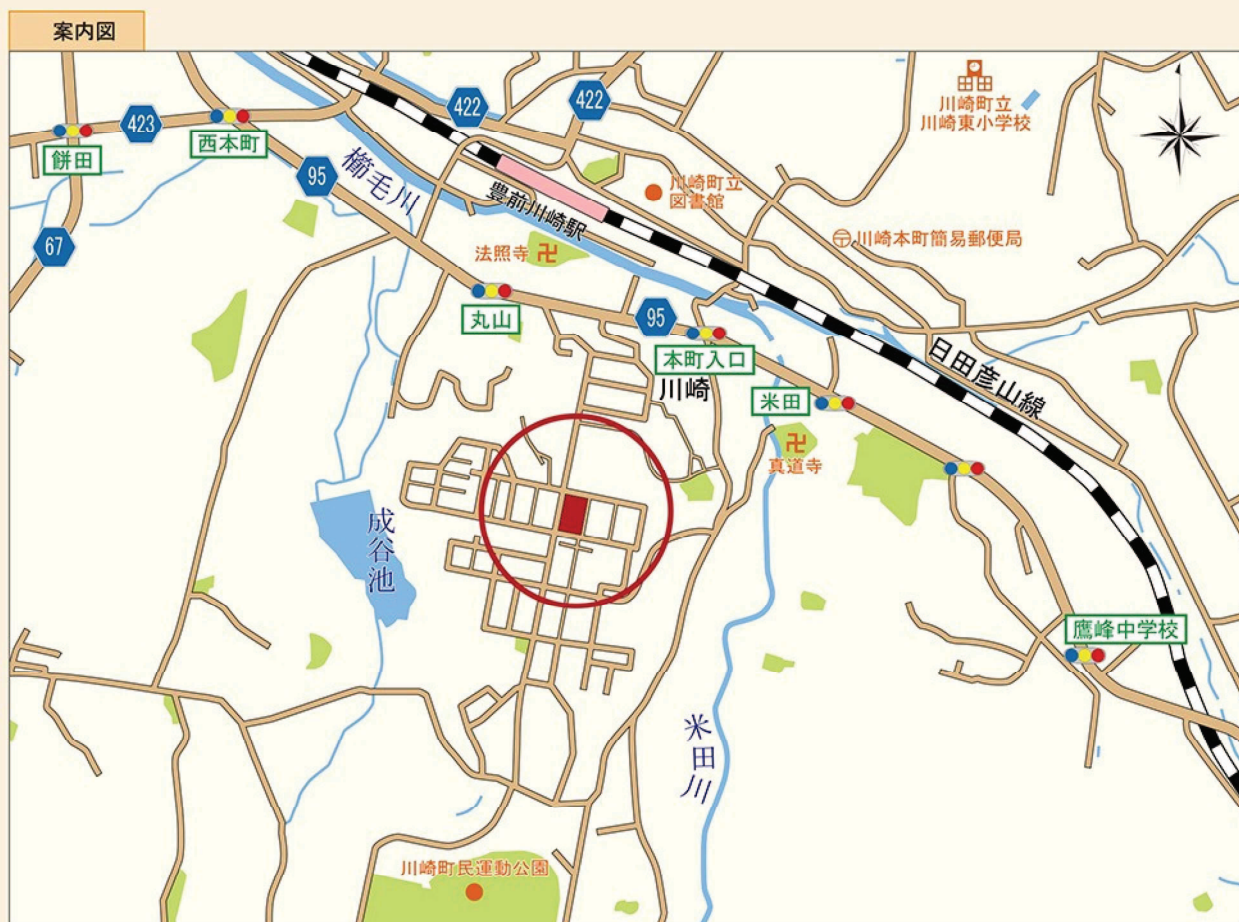 案内図
422
422
423
西本町
餅田
95
67
櫛毛川
豊前川崎駅
川崎町立
図書館
川崎町立
川崎東小学校
川崎本町簡易郵便局
法照寺
丸山
95
本町入口
川崎
日田彦山線
米田
真道寺
成谷池
鷹峰中学校
米田川
川崎町民運動公園